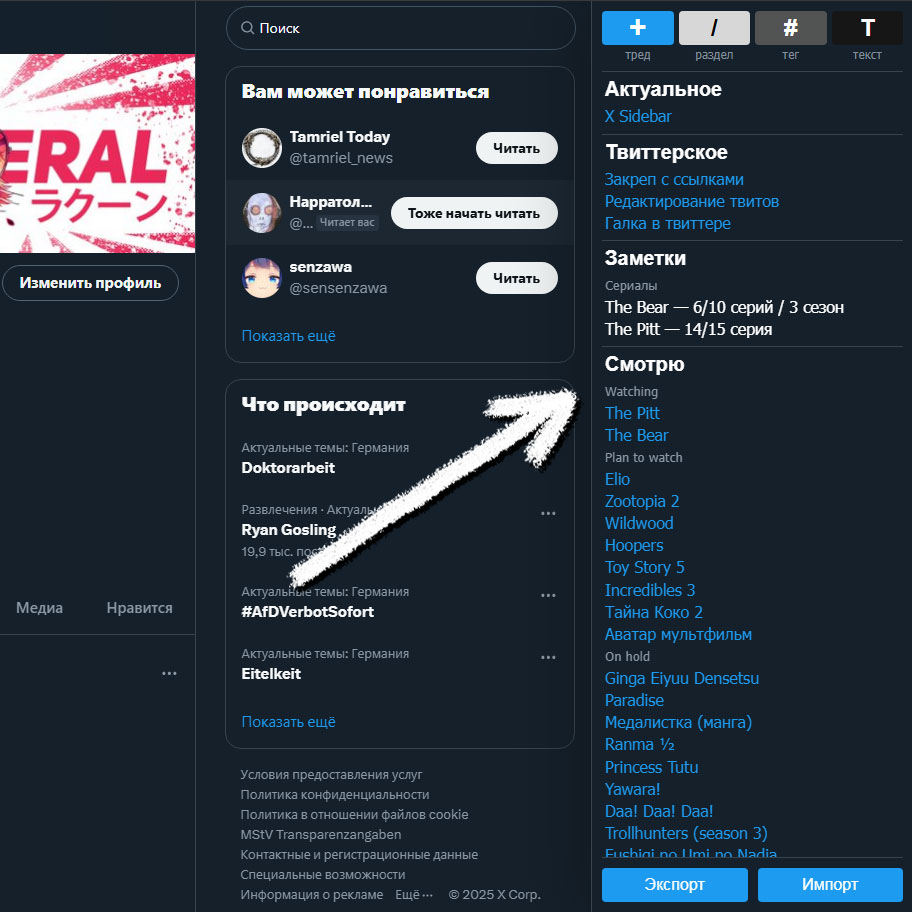 ERAL
ラクーン
Изменить профиль
Медиа
Нравится
Поиск
Вам может понравиться
Tamriel Today
@tamriel_news
Читать
Нарратол...
@...
Читает вас
Тоже начать читать
senzawa
@sensenzawa
Читать
Показать ещё
Что происходит
Актуальные темы: Германия
Doktorarbeit
Развлечения · Актуаль
Ryan Gosling
19,9 тыс. пос
Актуальные темы: Германия
#AfDVerbotSofort
Актуальные темы: Германия
Eitelkeit
Показать ещё
Условия предоставления услуг
Политика конфиденциальности
Политика в отношении файлов cookie
MStV Transparenzangaben
Контактные и регистрационные данные
Специальные возможности
Информация о рекламе Ещё ··· © 2025 X Corp.
+ / # T
тред раздел тег текст
Актуальное
X Sidebar
Твиттерское
Закреп с ссылками
Редактирование твитов
Галка в твиттере
Заметки
Сериалы
The Bear — 6/10 серий / 3 сезон
The Pitt — 14/15 серия
Смотрю
Watching
The Pitt
The Bear
Plan to watch
Elio
Zootopia 2
Wildwood
Hoopers
Toy Story 5
Incredibles 3
Тайна Коко 2
Аватар мультфильм
On hold
Ginga Eiyuu Densetsu
Paradise
Медалистка (манга)
Ranma ½
Princess Tutu
Yawara!
Daa! Daa! Daa!
Trollhunters (season 3)
Fushigi no Umi no Nadia
Экспорт
Импорт